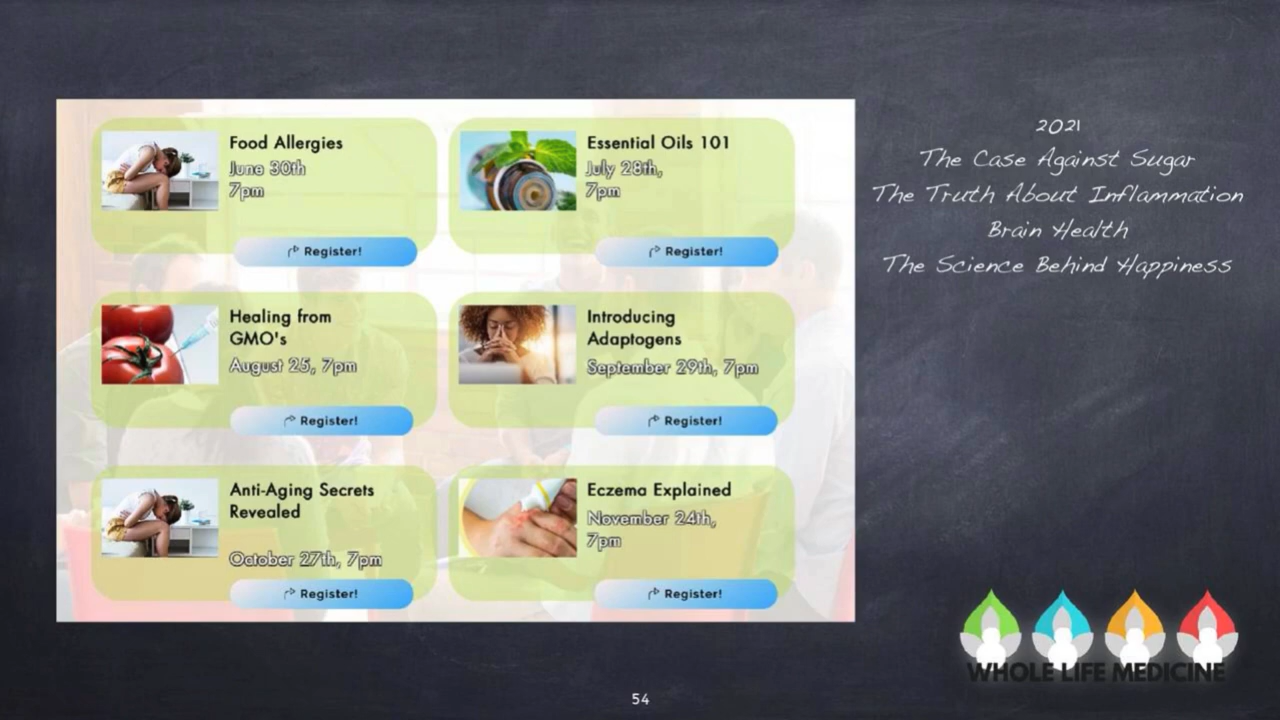 Food Allergies
June 30th
7pm
Register!
Essential Oils 101
July 28th,
7pm
Register!
Healing from
GMO's
August 25, 7pm
Register!
Introducing
Adaptogens
September 29th, 7pm
Register!
Anti-Aging Secrets
Revealed
October 27th, 7pm
Register!
Eczema Explained
November 24th,
7pm
Register!
2021
The Case Against Sugar
The Truth About Inflammation
Brain Health
The Science Behind Happiness
WHOLE LIFE MEDICINE
54